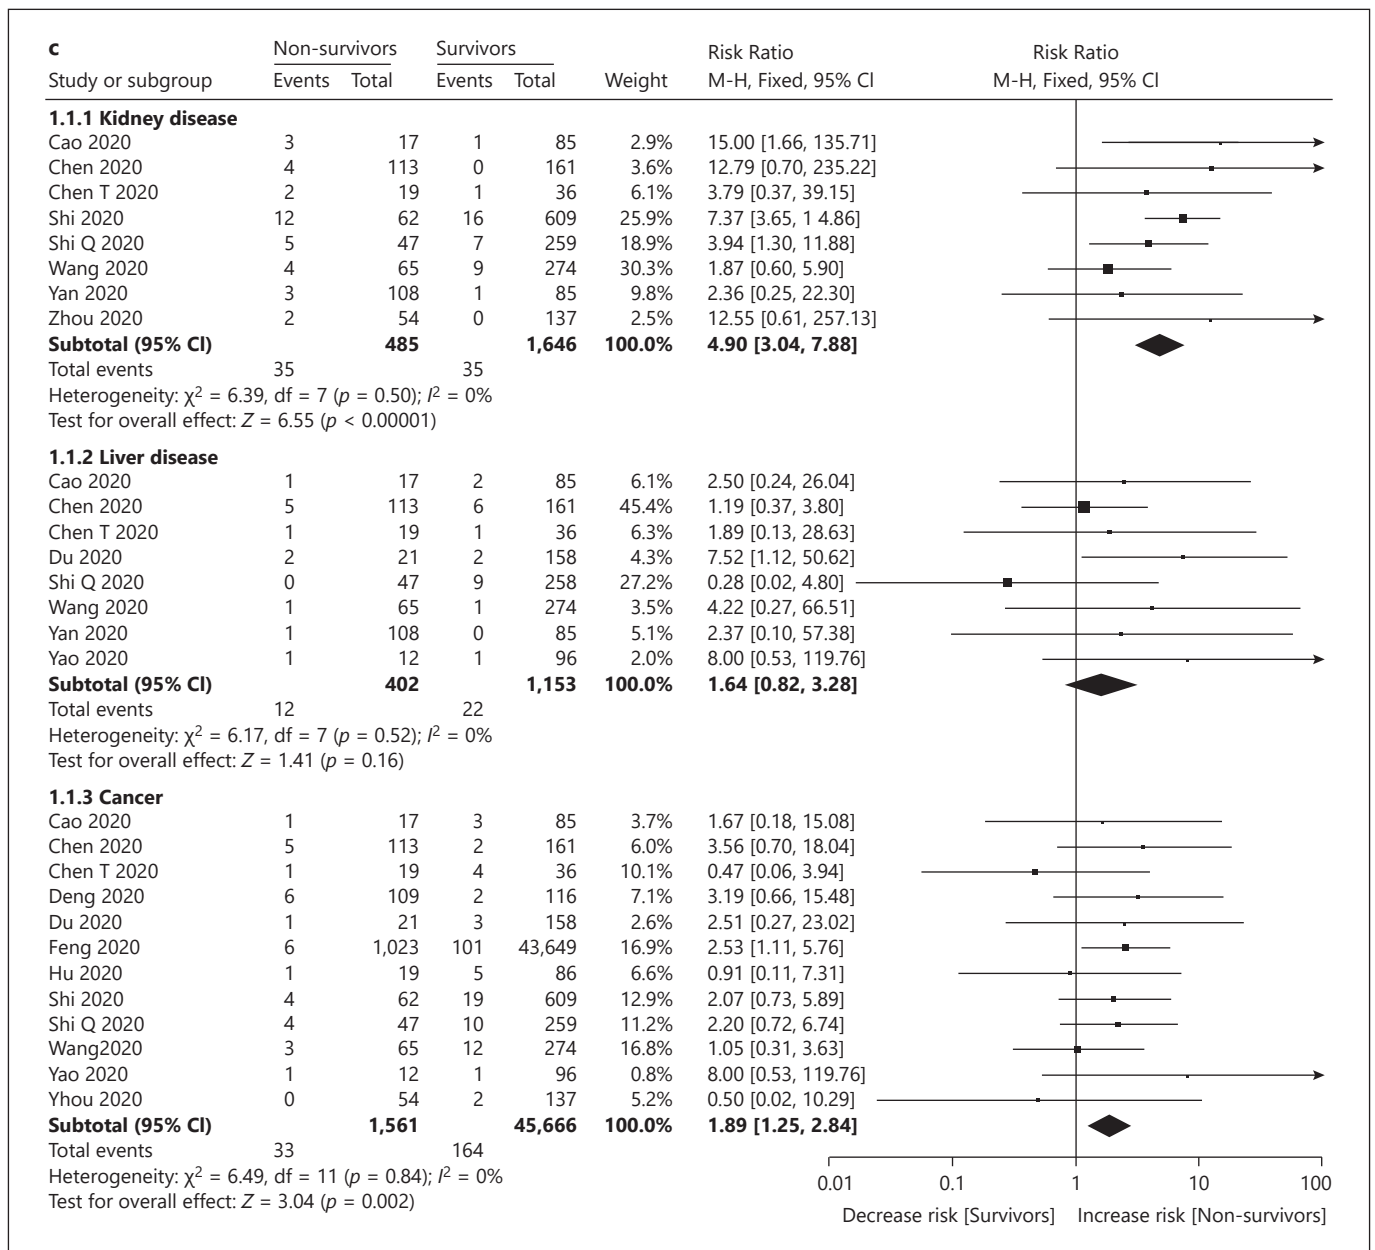 c Non-survivors Survivors Risk Ratio Risk Ratio
Study or subgroup Events Total Events Total Weight M-H, Fixed, 95% CI M-H, Fixed, 95% CI
1.1.1 Kidney disease
Cao 2020 3 17 1 85 2.9% 15.00 [1.66, 135.71]
Chen 2020 4 113 0 161 3.6% 12.79 [0.70, 235.22]
Chen T 2020 2 19 1 36 6.1% 3.79 [0.37, 39.15]
Shi 2020 12 62 16 609 25.9% 7.37 [3.65, 1 4.86]
Shi Q 2020 5 47 7 259 18.9% 3.94 [1.30, 11.88]
Wang 2020 4 65 9 274 30.3% 1.87 [0.60, 5.90]
Yan 2020 3 108 1 85 9.8% 2.36 [0.25, 22.30]
Zhou 2020 2 54 0 137 2.5% 12.55 [0.61, 257.13]
Subtotal (95% CI) 485 1,646 100.0% 4.90 [3.04, 7.88]
Total events 35 35
Heterogeneity: χ² = 6.39, df = 7 (p = 0.50); I² = 0%
Test for overall effect: Z = 6.55 (p < 0.00001)
1.1.2 Liver disease
Cao 2020 1 17 2 85 6.1% 2.50 [0.24, 26.04]
Chen 2020 5 113 6 161 45.4% 1.19 [0.37, 3.80]
Chen T 2020 1 19 1 36 6.3% 1.89 [0.13, 28.63]
Du 2020 2 21 2 158 4.3% 7.52 [1.12, 50.62]
Shi Q 2020 0 47 9 258 27.2% 0.28 [0.02, 4.80]
Wang 2020 1 65 1 274 3.5% 4.22 [0.27, 66.51]
Yan 2020 1 108 0 85 5.1% 2.37 [0.10, 57.38]
Yao 2020 1 12 1 96 2.0% 8.00 [0.53, 119.76]
Subtotal (95% CI) 402 1,153 100.0% 1.64 [0.82, 3.28]
Total events 12 22
Heterogeneity: χ² = 6.17, df = 7 (p = 0.52); I² = 0%
Test for overall effect: Z = 1.41 (p = 0.16)
1.1.3 Cancer
Cao 2020 1 17 3 85 3.7% 1.67 [0.18, 15.08]
Chen 2020 5 113 2 161 6.0% 3.56 [0.70, 18.04]
Chen T 2020 1 19 4 36 10.1% 0.47 [0.06, 3.94]
Deng 2020 6 109 2 116 7.1% 3.19 [0.66, 15.48]
Du 2020 1 21 3 158 2.6% 2.51 [0.27, 23.02]
Feng 2020 6 1,023 101 43,649 16.9% 2.53 [1.11, 5.76]
Hu 2020 1 19 5 86 6.6% 0.91 [0.11, 7.31]
Shi 2020 4 62 19 609 12.9% 2.07 [0.73, 5.89]
Shi Q 2020 4 47 10 259 11.2% 2.20 [0.72, 6.74]
Wang2020 3 65 12 274 16.8% 1.05 [0.31, 3.63]
Yao 2020 1 12 1 96 0.8% 8.00 [0.53, 119.76]
Yhou 2020 0 54 2 137 5.2% 0.50 [0.02, 10.29]
Subtotal (95% CI) 1,561 45,666 100.0% 1.89 [1.25, 2.84]
Total events 33 164
Heterogeneity: χ² = 6.49, df = 11 (p = 0.84); I² = 0%
Test for overall effect: Z = 3.04 (p = 0.002)
0.01 0.1 1 10 100
Decrease risk [Survivors] Increase risk [Non-survivors]